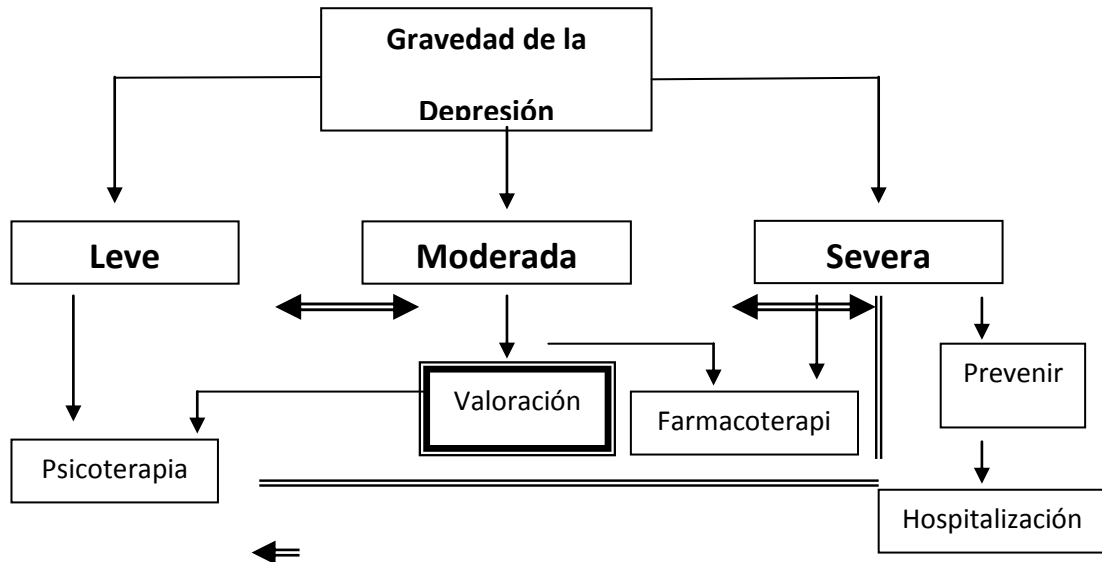 Gravedad de la
Depresión
Leve
Moderada
Severa
Valoración
Farmacoterapi
Prevenir
Psicoterapia
Hospitalización